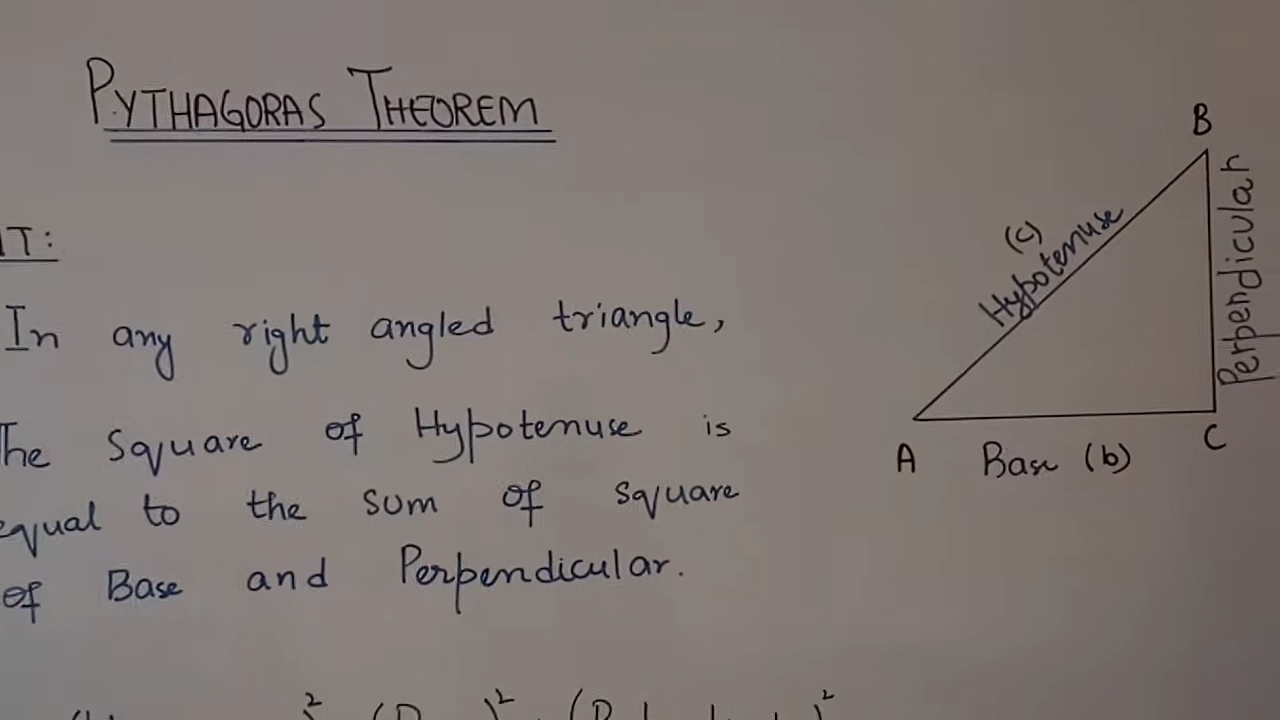 PYTHAGORAS THEOREM
B
Perpendicular
(c)
Hypotenuse
A
Base (b)
C
In any right angled triangle,
The Square of Hypotenuse is
equal to the sum of square
of Base and Perpendicular.